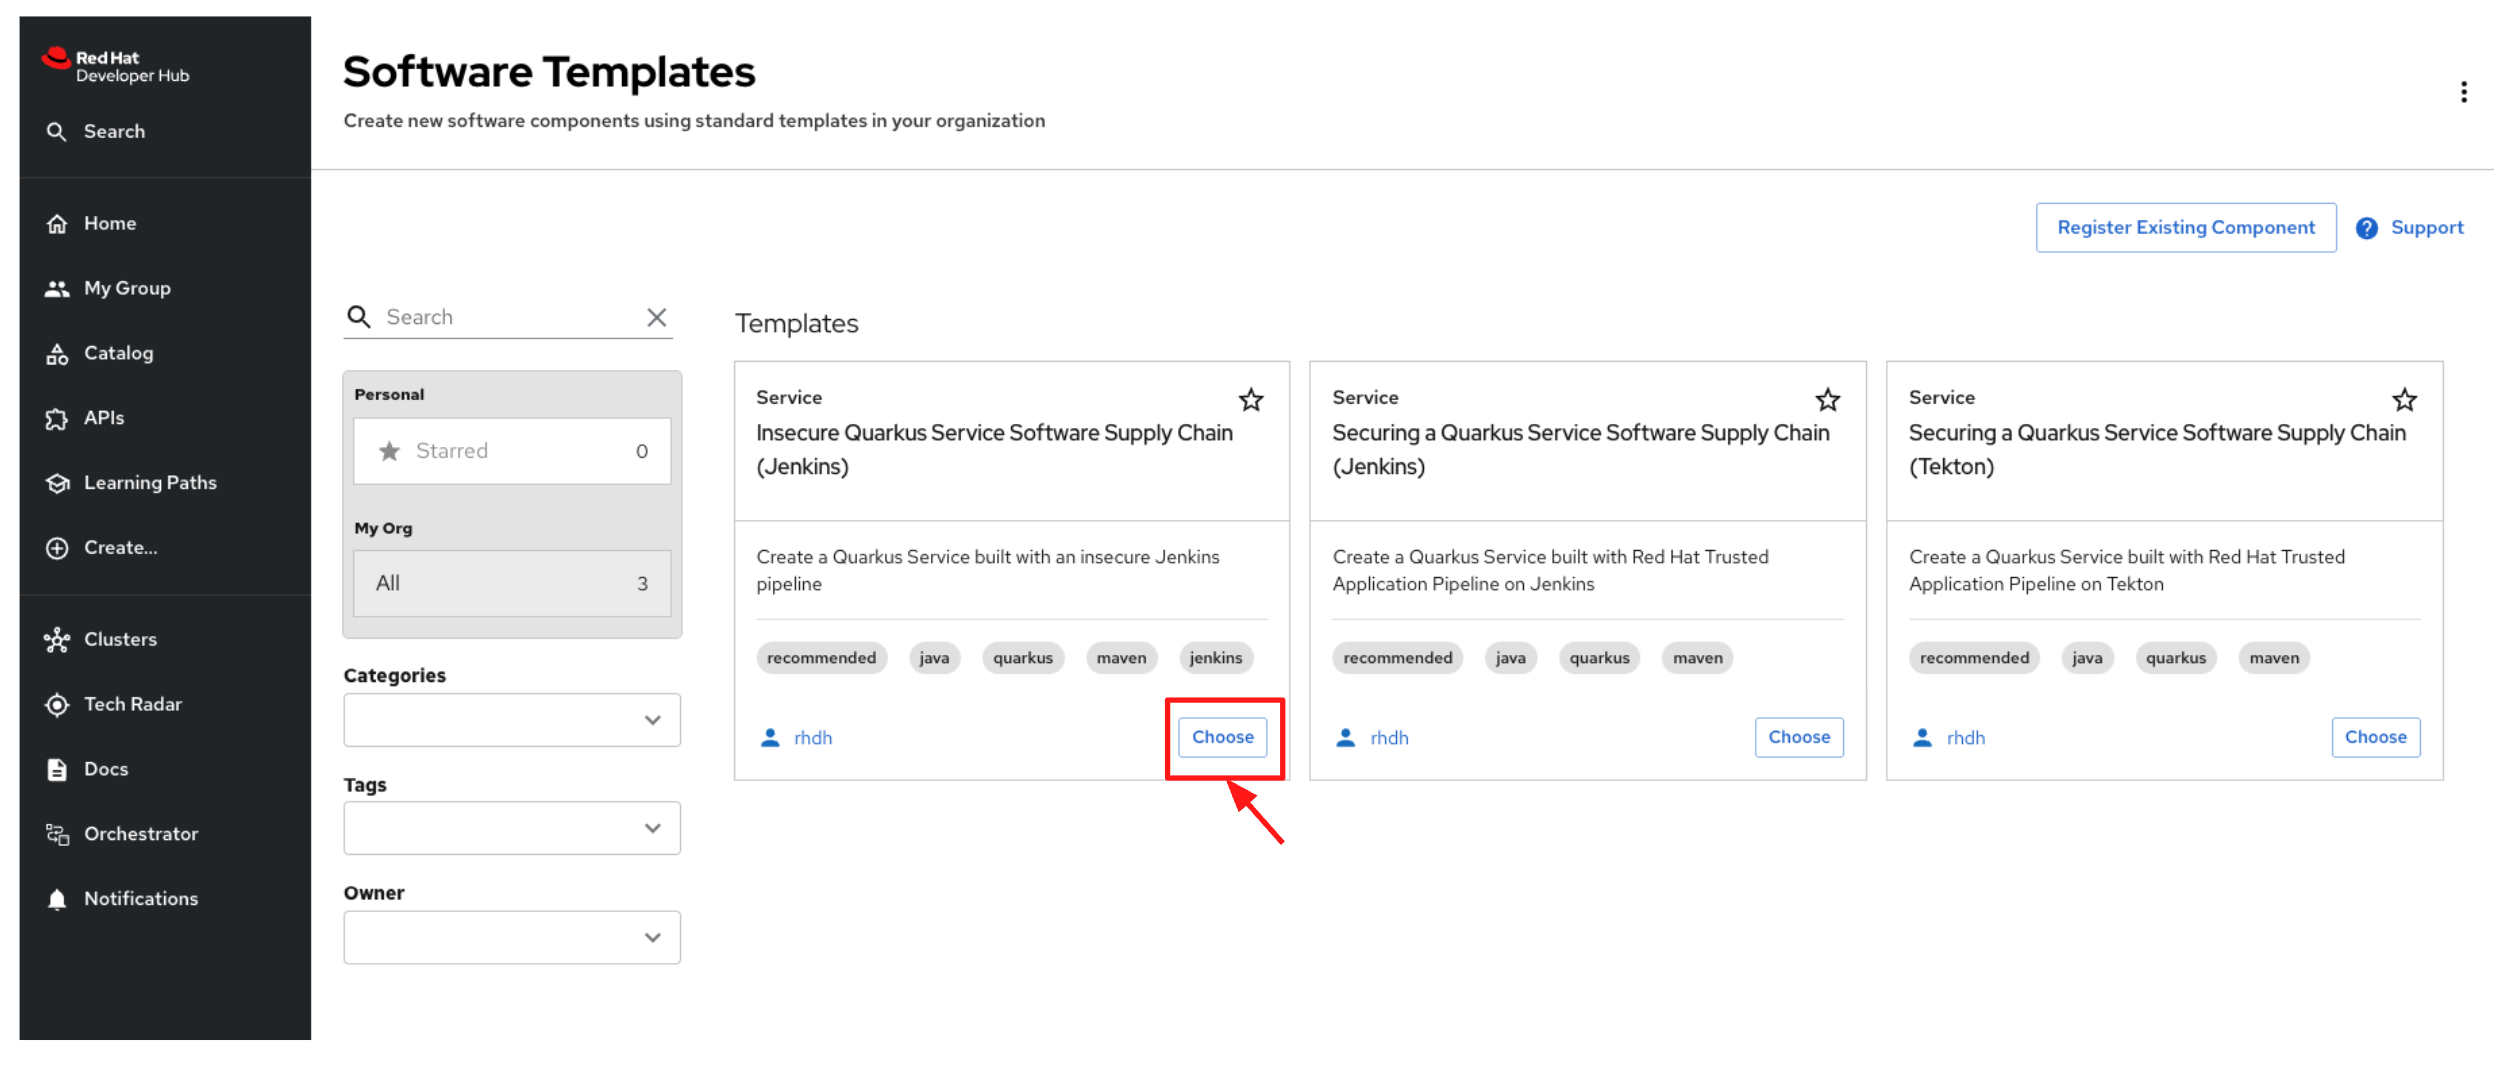 Red Hat
Developer Hub
Search
Home
My Group
Catalog
APIs
Learning Paths
Create...
Clusters
Tech Radar
Docs
Orchestrator
Notifications
Software Templates
Create new software components using standard templates in your organization
Register Existing Component
Support
Search
Personal
Starred 0
My Org
All 3
Categories
Tags
Owner
Templates
Service
Insecure Quarkus Service Software Supply Chain
(Jenkins)
Create a Quarkus Service built with an insecure Jenkins
pipeline
recommended java quarkus maven jenkins
rhdh Choose
Service
Securing a Quarkus Service Software Supply Chain
(Jenkins)
Create a Quarkus Service built with Red Hat Trusted
Application Pipeline on Jenkins
recommended java quarkus maven
rhdh Choose
Service
Securing a Quarkus Service Software Supply Chain
(Tekton)
Create a Quarkus Service built with Red Hat Trusted
Application Pipeline on Tekton
recommended java quarkus maven
rhdh Choose